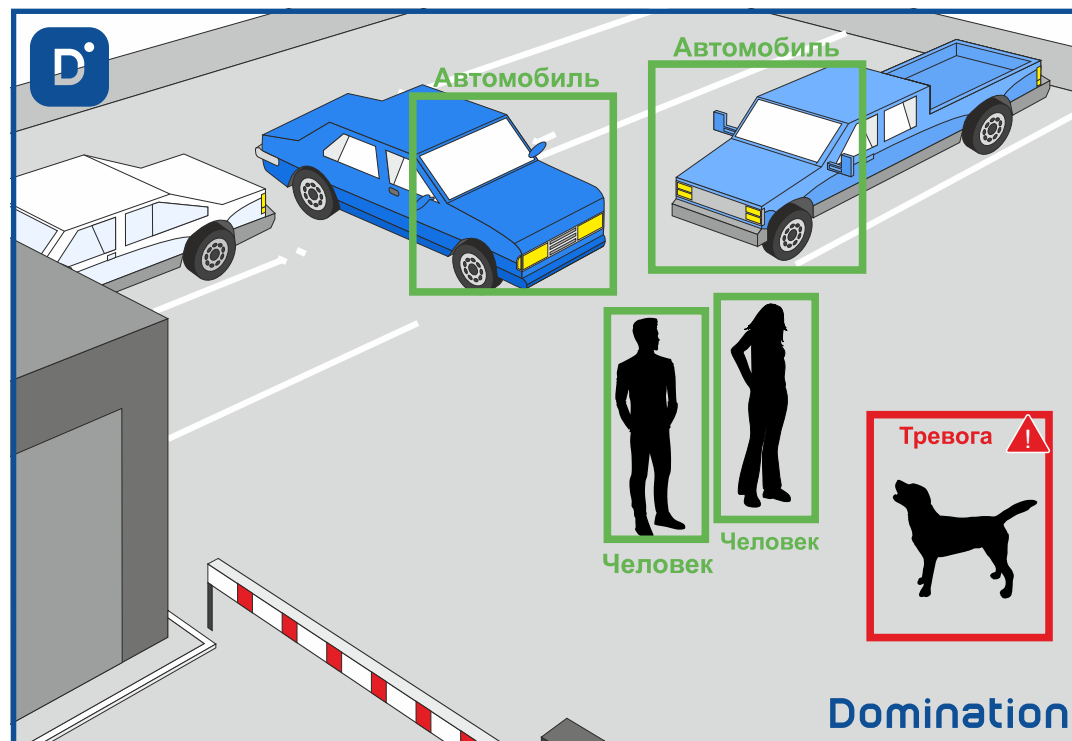 D
Автомобиль
Автомобиль
Тревога
!
Человек
Человек
Domination